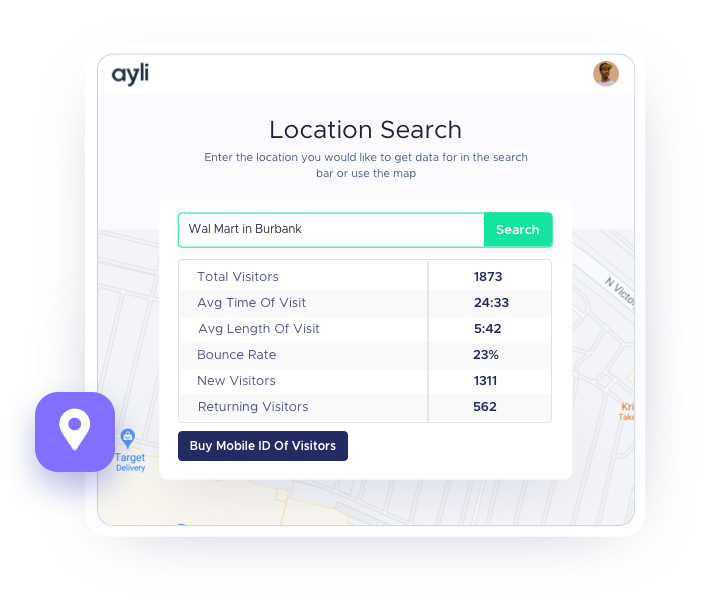 ayli
Location Search
Enter the location you would like to get data for in the search
bar or use the map
Wal Mart in Burbank
Search
Total Visitors 1873
Avg Time Of Visit 24:33
Avg Length Of Visit 5:42
Bounce Rate 23%
New Visitors 1311
Returning Visitors 562
Buy Mobile ID Of Visitors
N Victo
Kri
Take
Target
Delivery